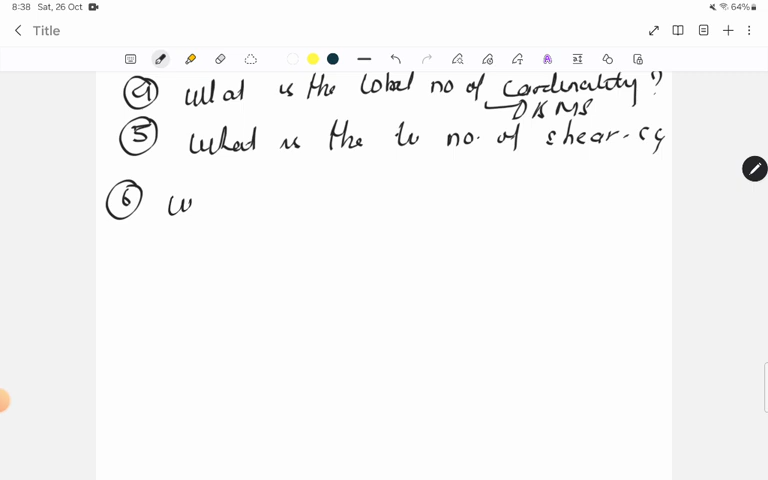 8:38 Sat, 26 Oct 64%
Title
④ What is the total no of cardinality?
DBMS
⑤ What is the no. of shear-
⑥ W